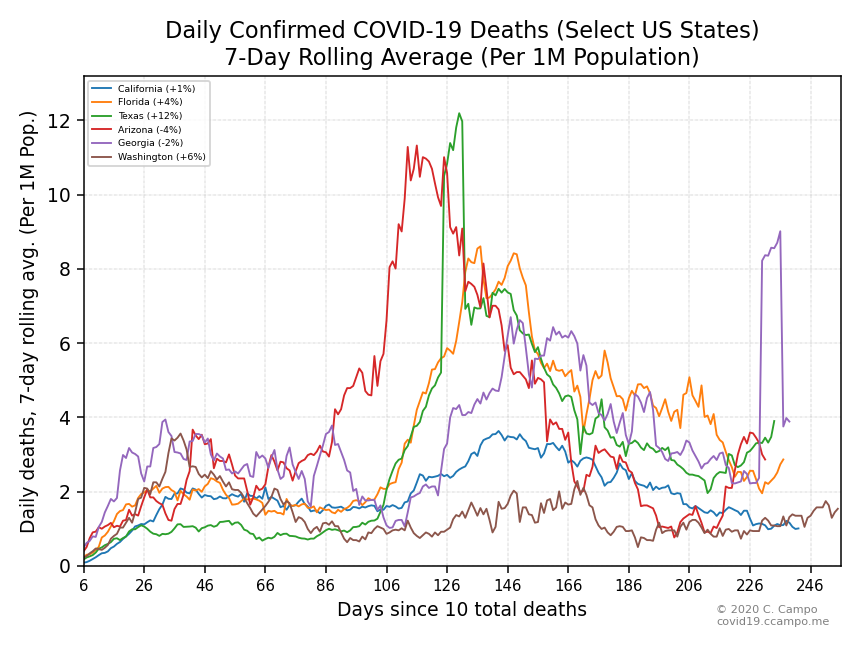 Daily Confirmed COVID-19 Deaths (Select US States)
7-Day Rolling Average (Per 1M Population)
California (+1%)
Florida (+4%)
Texas (+12%)
Arizona (-4%)
Georgia (-2%)
Washington (+6%)
Daily deaths, 7-day rolling avg. (Per 1M Pop.)
12
10
8
6
4
2
0
6 26 46 66 86 106 126 146 166 186 206 226 246
Days since 10 total deaths
© 2020 C. Campo
covid19.ccampo.me